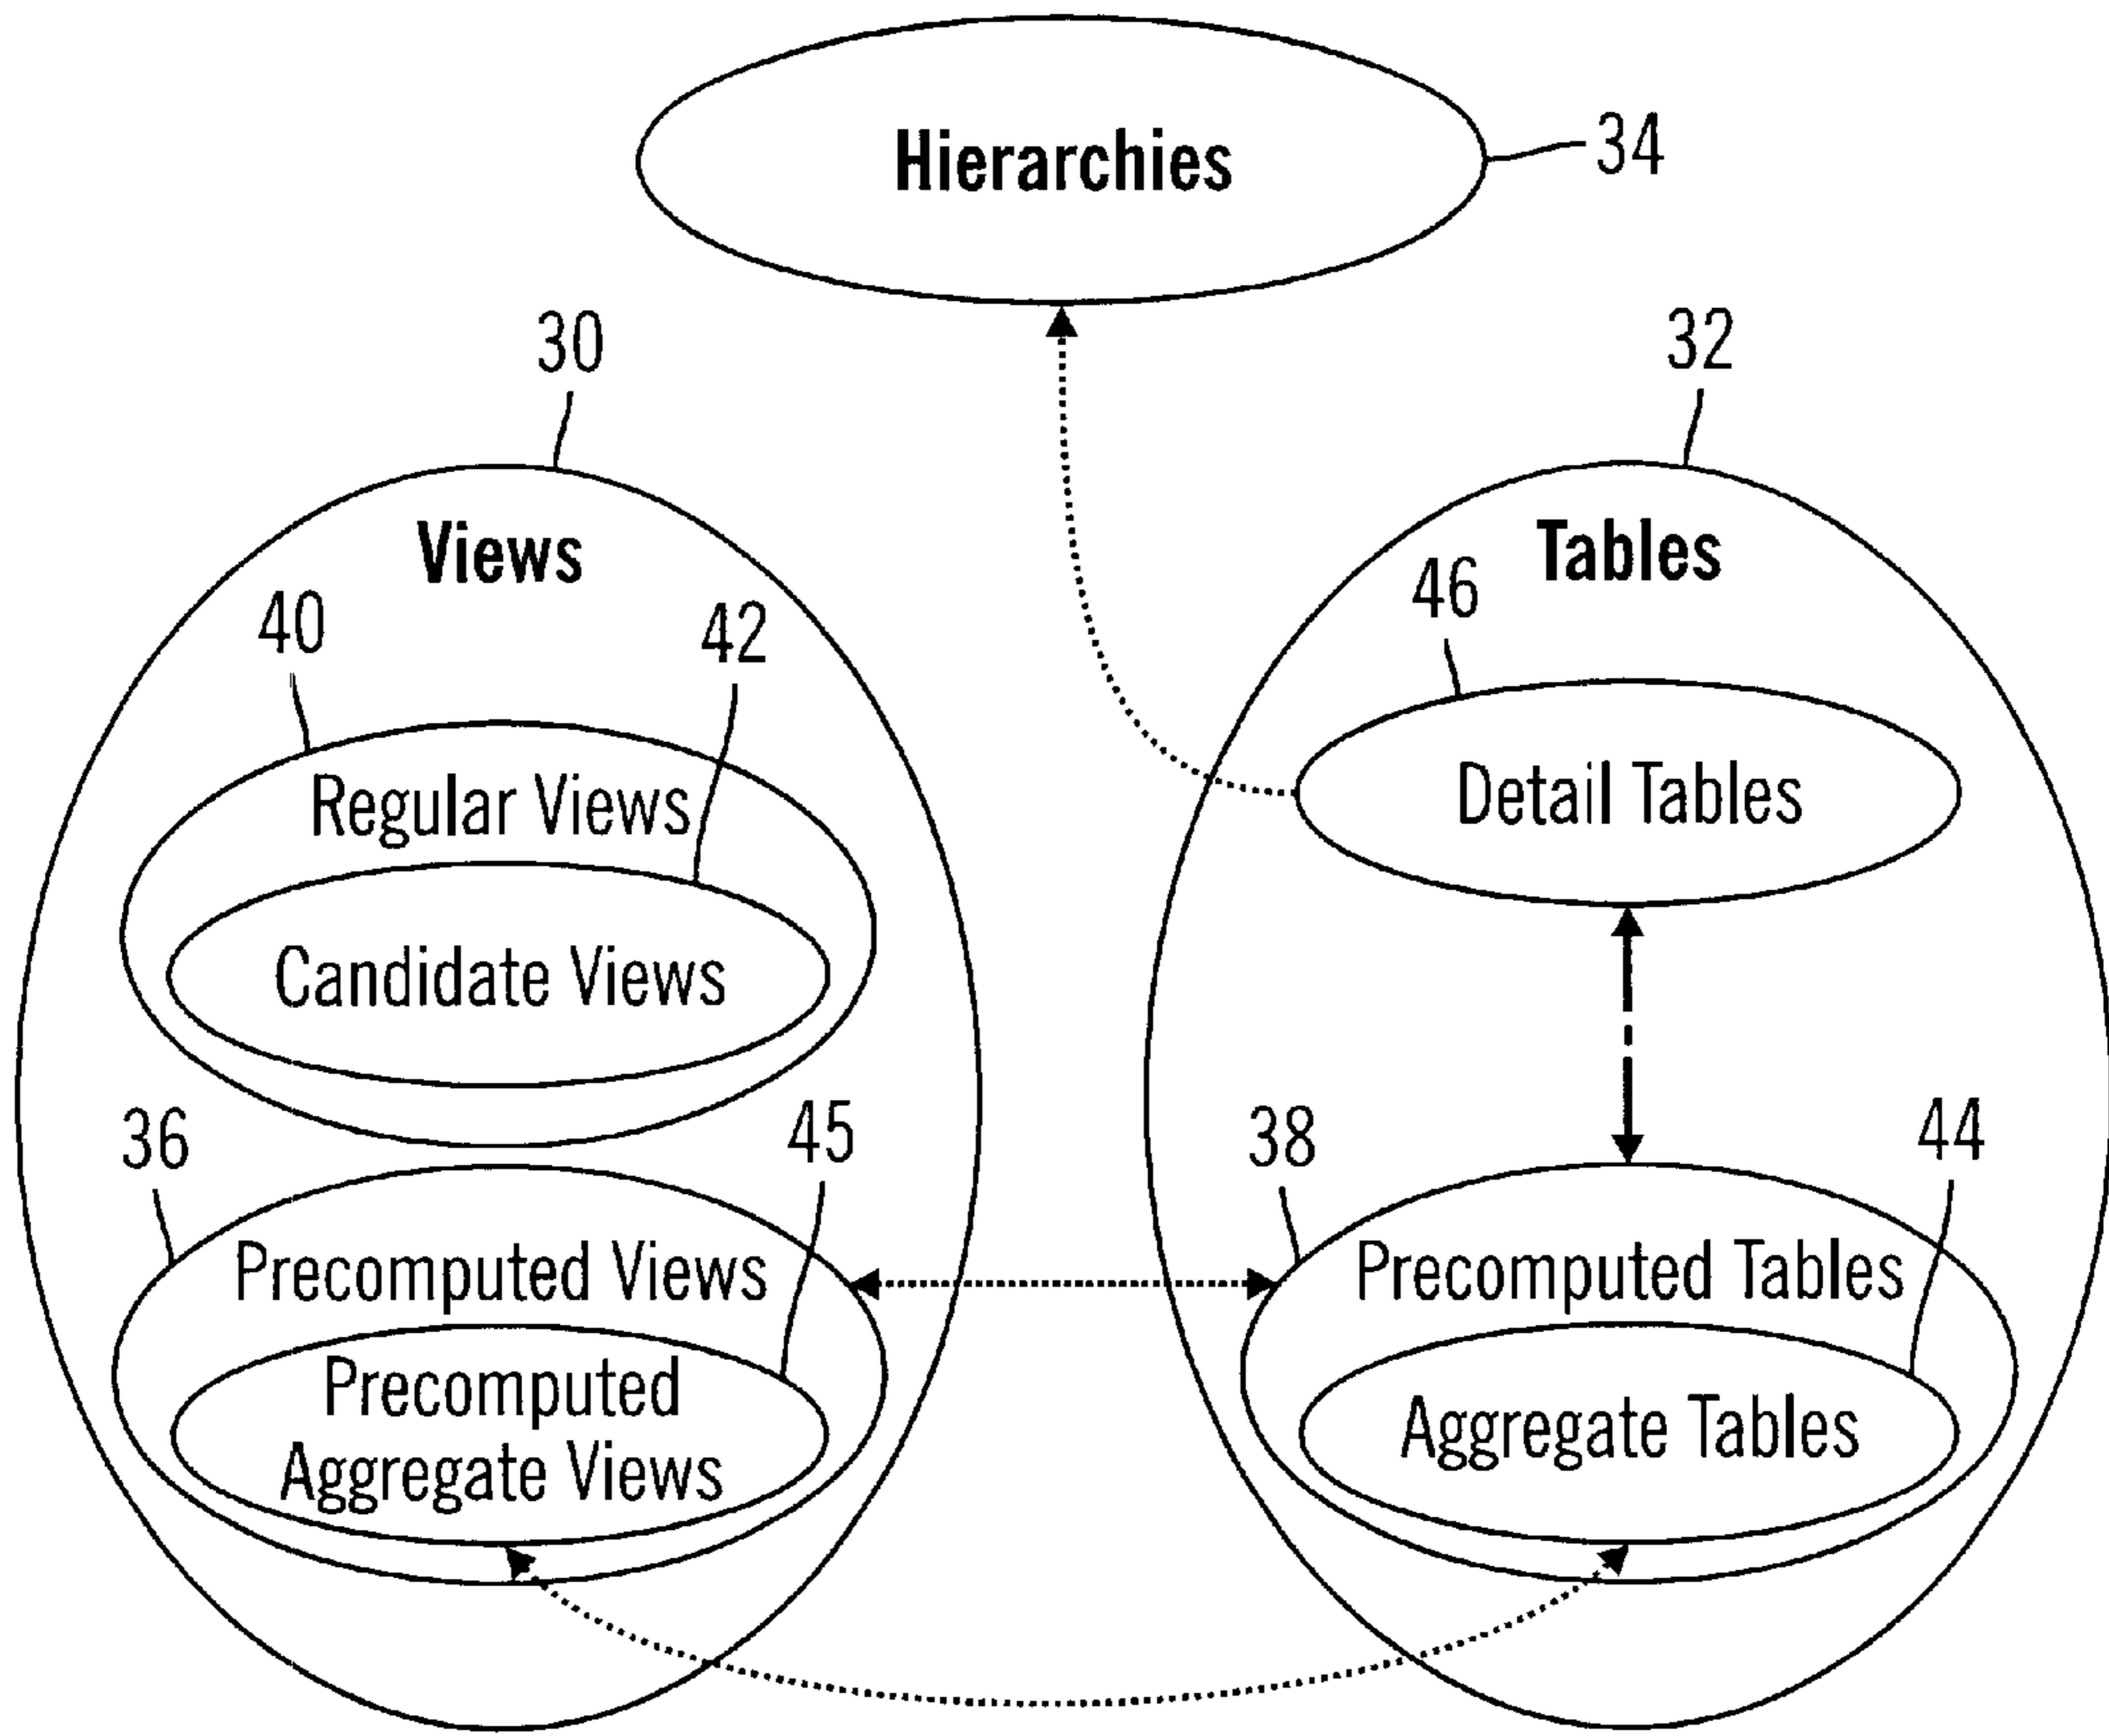 Hierarchies
34
30
32
Views
Tables
46
40
42
Regular Views
Detail Tables
Candidate Views
36
45
38
44
Precomputed Views
Precomputed Tables
Precomputed
Aggregate Views
Aggregate Tables